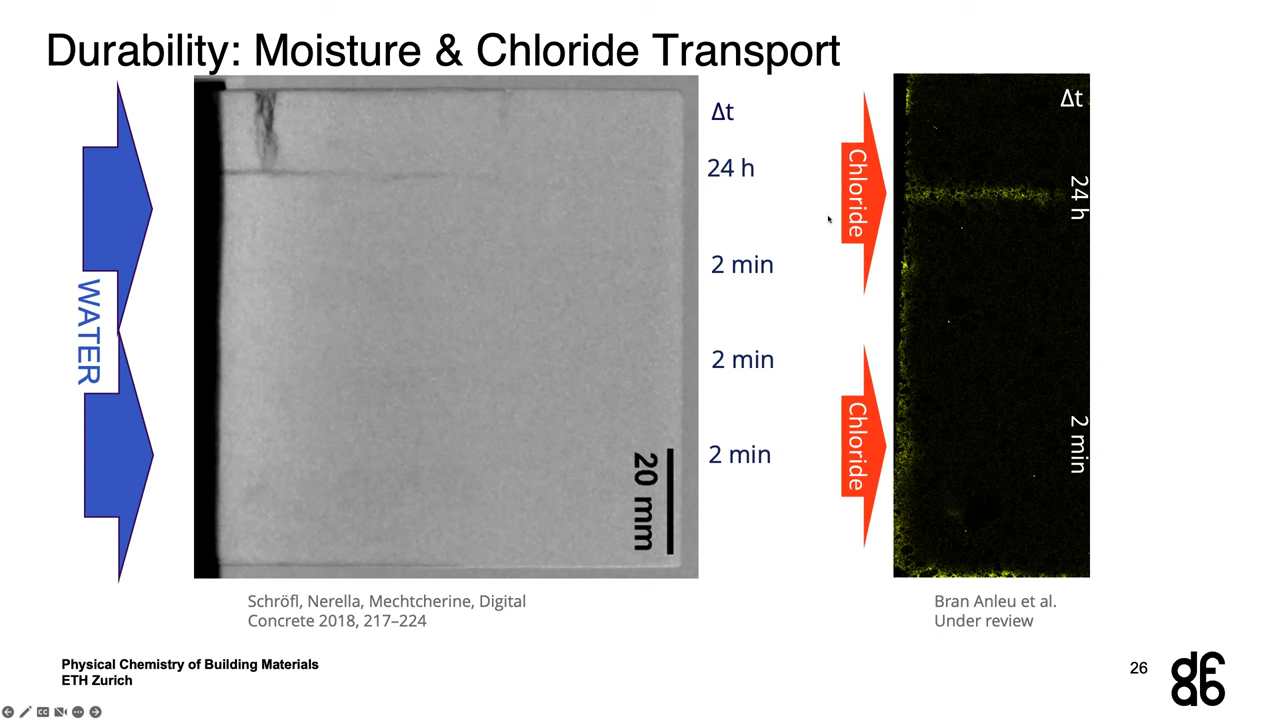 Durability: Moisture & Chloride Transport
WATER
Δt
24 h
2 min
2 min
2 min
20 mm
Chloride
Chloride
Δt
24 h
2 min
Schröfl, Nerella, Mechtcherine, Digital
Concrete 2018, 217–224
Bran Anleu et al.
Under review
Physical Chemistry of Building Materials
ETH Zurich
26
dfab
CC